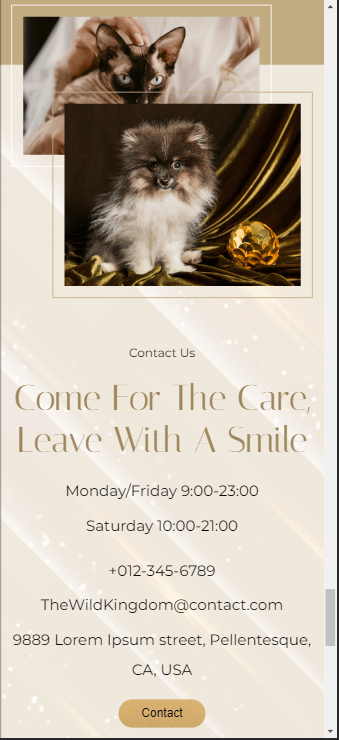 Contact Us
Come For The Care,
Leave With A Smile
Monday/Friday 9:00-23:00
Saturday 10:00-21:00
+012-345-6789
TheWildKingdom@contact.com
9889 Lorem Ipsum street, Pellentesque,
CA, USA
Contact